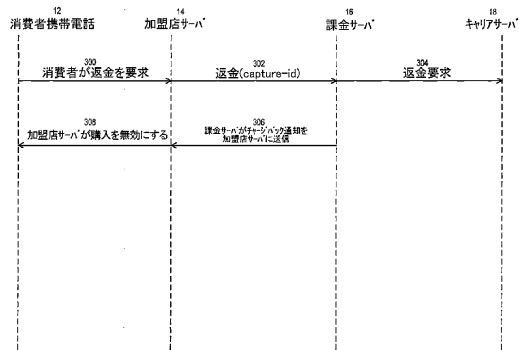 12
消費者携帯電話
14
加盟店サーバ
16
課金サーバ
18
キャリアサーバ
300
消費者が返金を要求
302
返金(capture-id)
304
返金要求
308
加盟店サーバが購入を無効にする
306
課金サーバがチャージバック通知を
加盟店サーバに送信